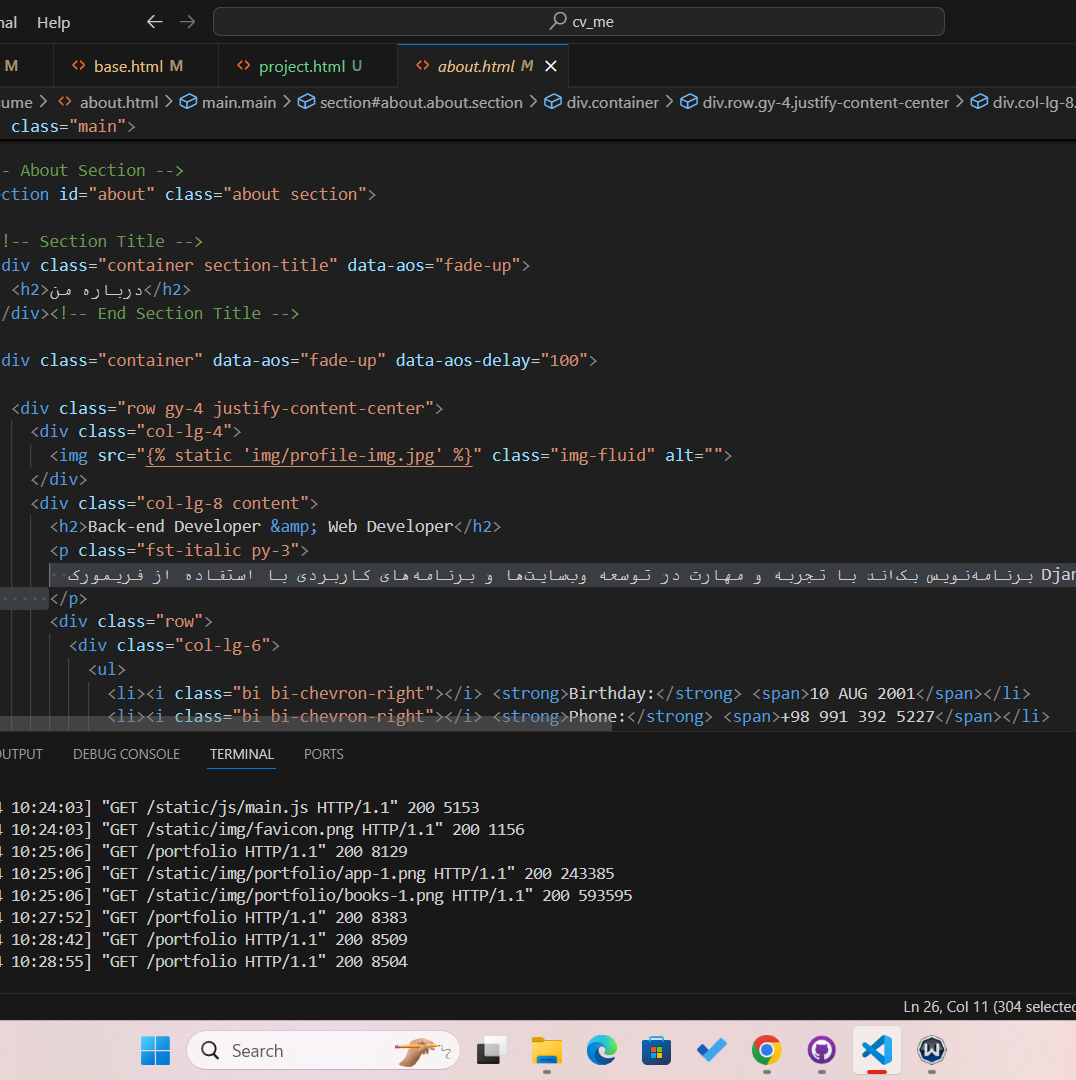 nal Help ← → cv_me
M base.html M project.html U about.html M
ume > about.html > main.main > section#about.about.section > div.container > div.row.gy-4.justify-content-center > div.col-lg-8.
class="main">
- About Section -->
ction id="about" class="about section">
!-- Section Title -->
div class="container section-title" data-aos="fade-up">
<h2>درباره من</h2>
/div><!-- End Section Title -->
div class="container" data-aos="fade-up" data-aos-delay="100">
<div class="row gy-4 justify-content-center">
<div class="col-lg-4">
<img src="{% static 'img/profile-img.jpg' %}" class="img-fluid" alt="">
</div>
<div class="col-lg-8 content">
<h2>Back-end Developer &amp; Web Developer</h2>
<p class="fst-italic py-3">
برنامه‌نویس بک‌اند با تجربه و مهارت در توسعه وب‌سایت‌ها و برنامه‌های کاربردی با استفاده از فریمورک Djan
</p>
<div class="row">
<div class="col-lg-6">
<ul>
<li><i class="bi bi-chevron-right"></i> <strong>Birthday:</strong> <span>10 AUG 2001</span></li>
<li><i class="bi bi-chevron-right"></i> <strong>Phone:</strong> <span>+98 991 392 5227</span></li>
OUTPUT DEBUG CONSOLE TERMINAL PORTS
4 10:24:03] "GET /static/js/main.js HTTP/1.1" 200 5153
4 10:24:03] "GET /static/img/favicon.png HTTP/1.1" 200 1156
4 10:25:06] "GET /portfolio HTTP/1.1" 200 8129
4 10:25:06] "GET /static/img/portfolio/app-1.png HTTP/1.1" 200 243385
4 10:25:06] "GET /static/img/portfolio/books-1.png HTTP/1.1" 200 593595
4 10:27:52] "GET /portfolio HTTP/1.1" 200 8383
4 10:28:42] "GET /portfolio HTTP/1.1" 200 8509
4 10:28:55] "GET /portfolio HTTP/1.1" 200 8504
Ln 26, Col 11 (304 selected
Search
W